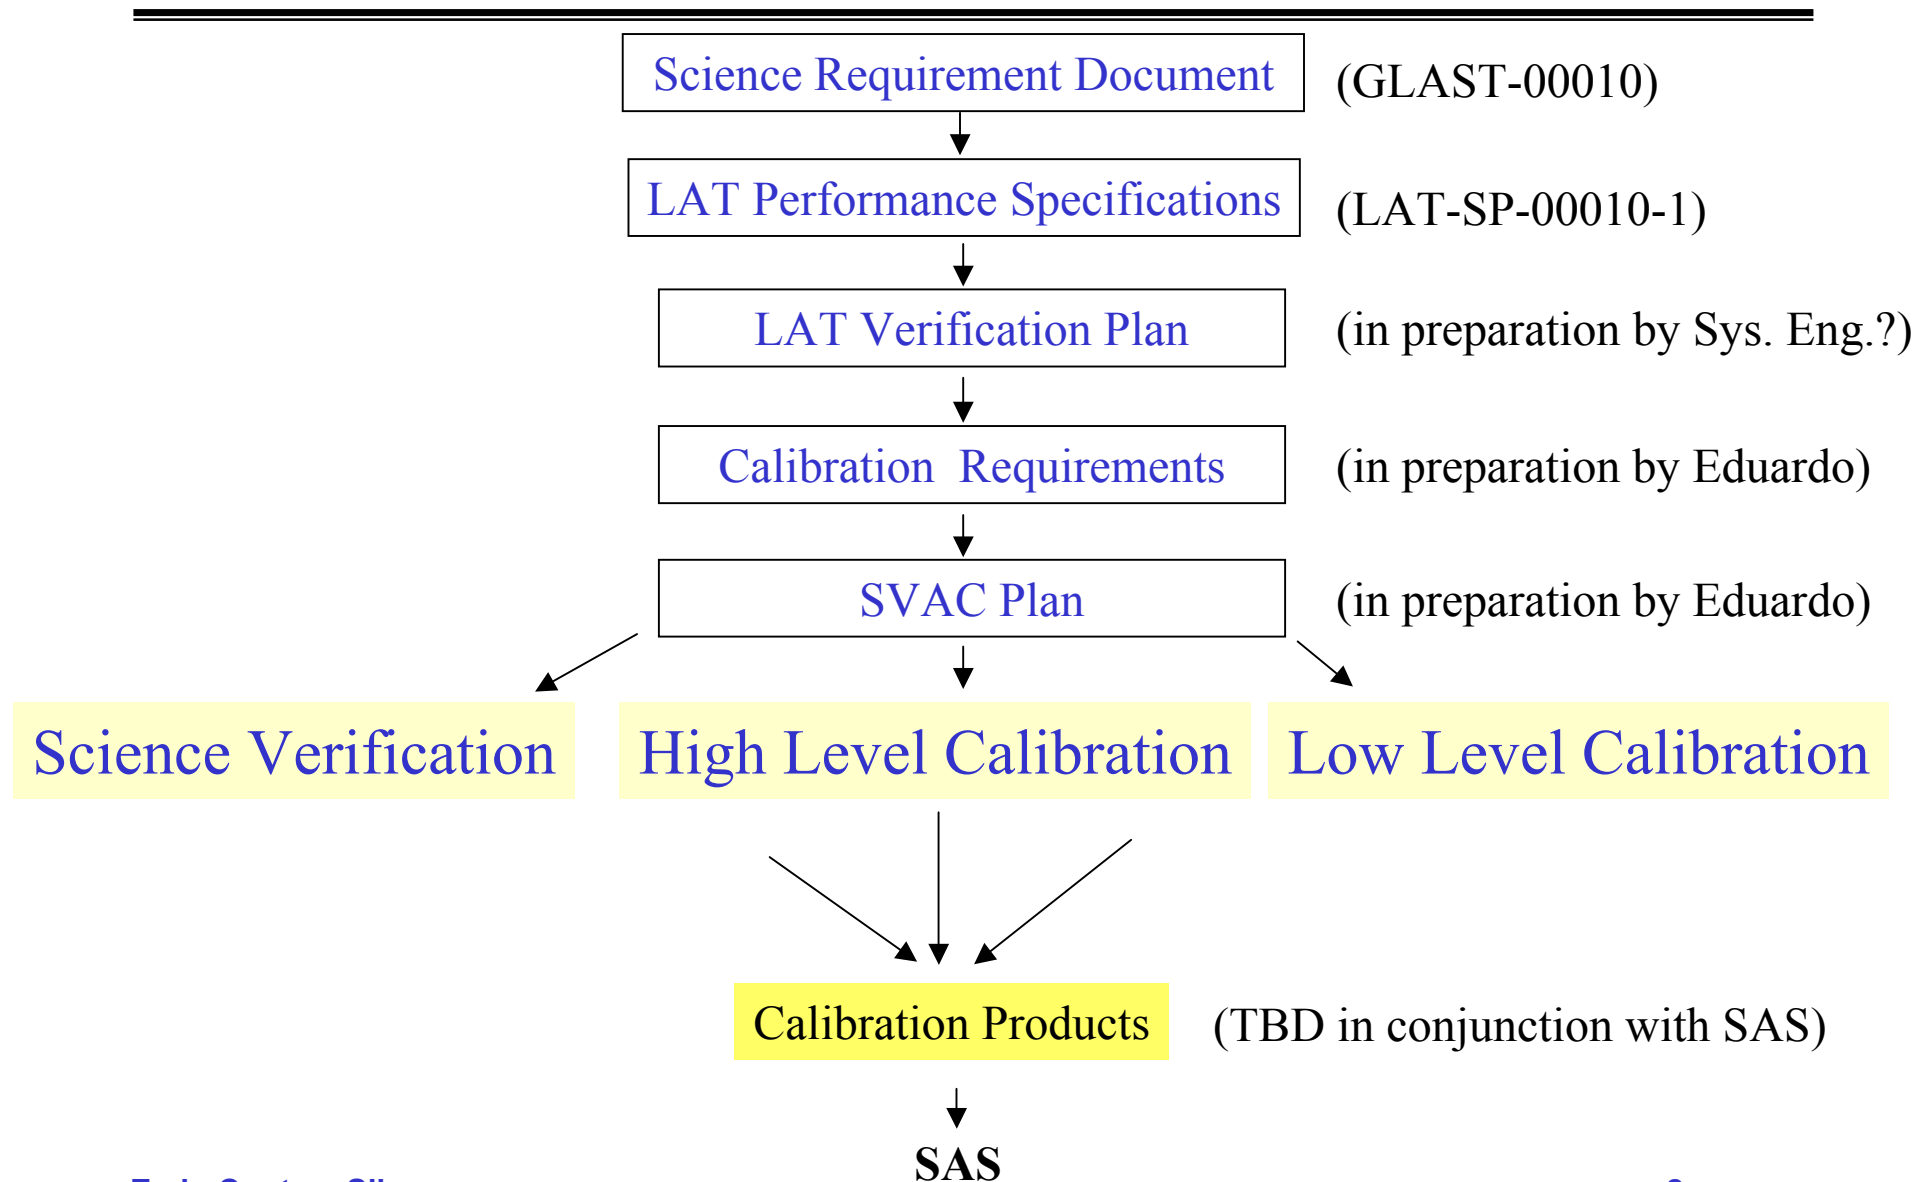 Science Requirement Document (GLAST-00010)
LAT Performance Specifications (LAT-SP-00010-1)
LAT Verification Plan (in preparation by Sys. Eng.?)
Calibration Requirements (in preparation by Eduardo)
SVAC Plan (in preparation by Eduardo)
Science Verification High Level Calibration Low Level Calibration
Calibration Products (TBD in conjunction with SAS)
SAS